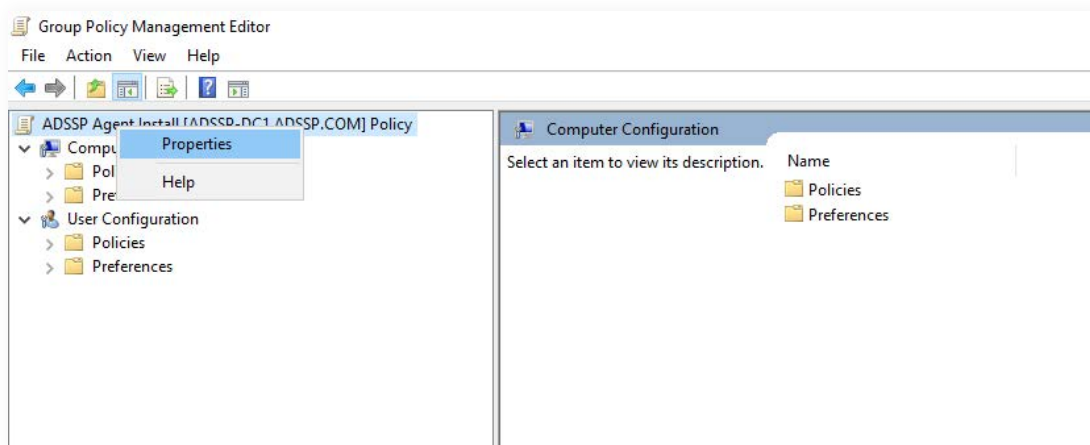 Group Policy Management Editor
File Action View Help
ADSSP Agent Install [ADSSP-DC1.ADSSP.COM] Policy
Properties
Help
User Configuration
Policies
Preferences
Computer Configuration
Select an item to view its description.
Name
Policies
Preferences